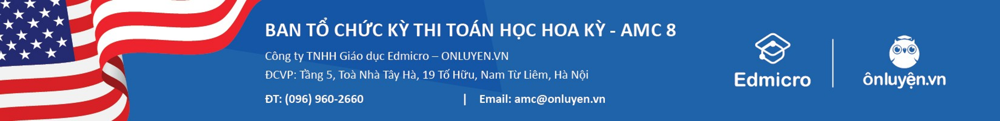 BAN TỔ CHỨC KỲ THI TOÁN HỌC HOA KỲ - AMC 8
Công ty TNHH Giáo dục Edmicro – ONLUYEN.VN
ĐCVP: Tầng 5, Toà Nhà Tây Hà, 19 Tố Hữu, Nam Từ Liêm, Hà Nội
ĐT: (096) 960-2660 | Email: amc@onluyen.vn
Edmicro
ônluyện.vn